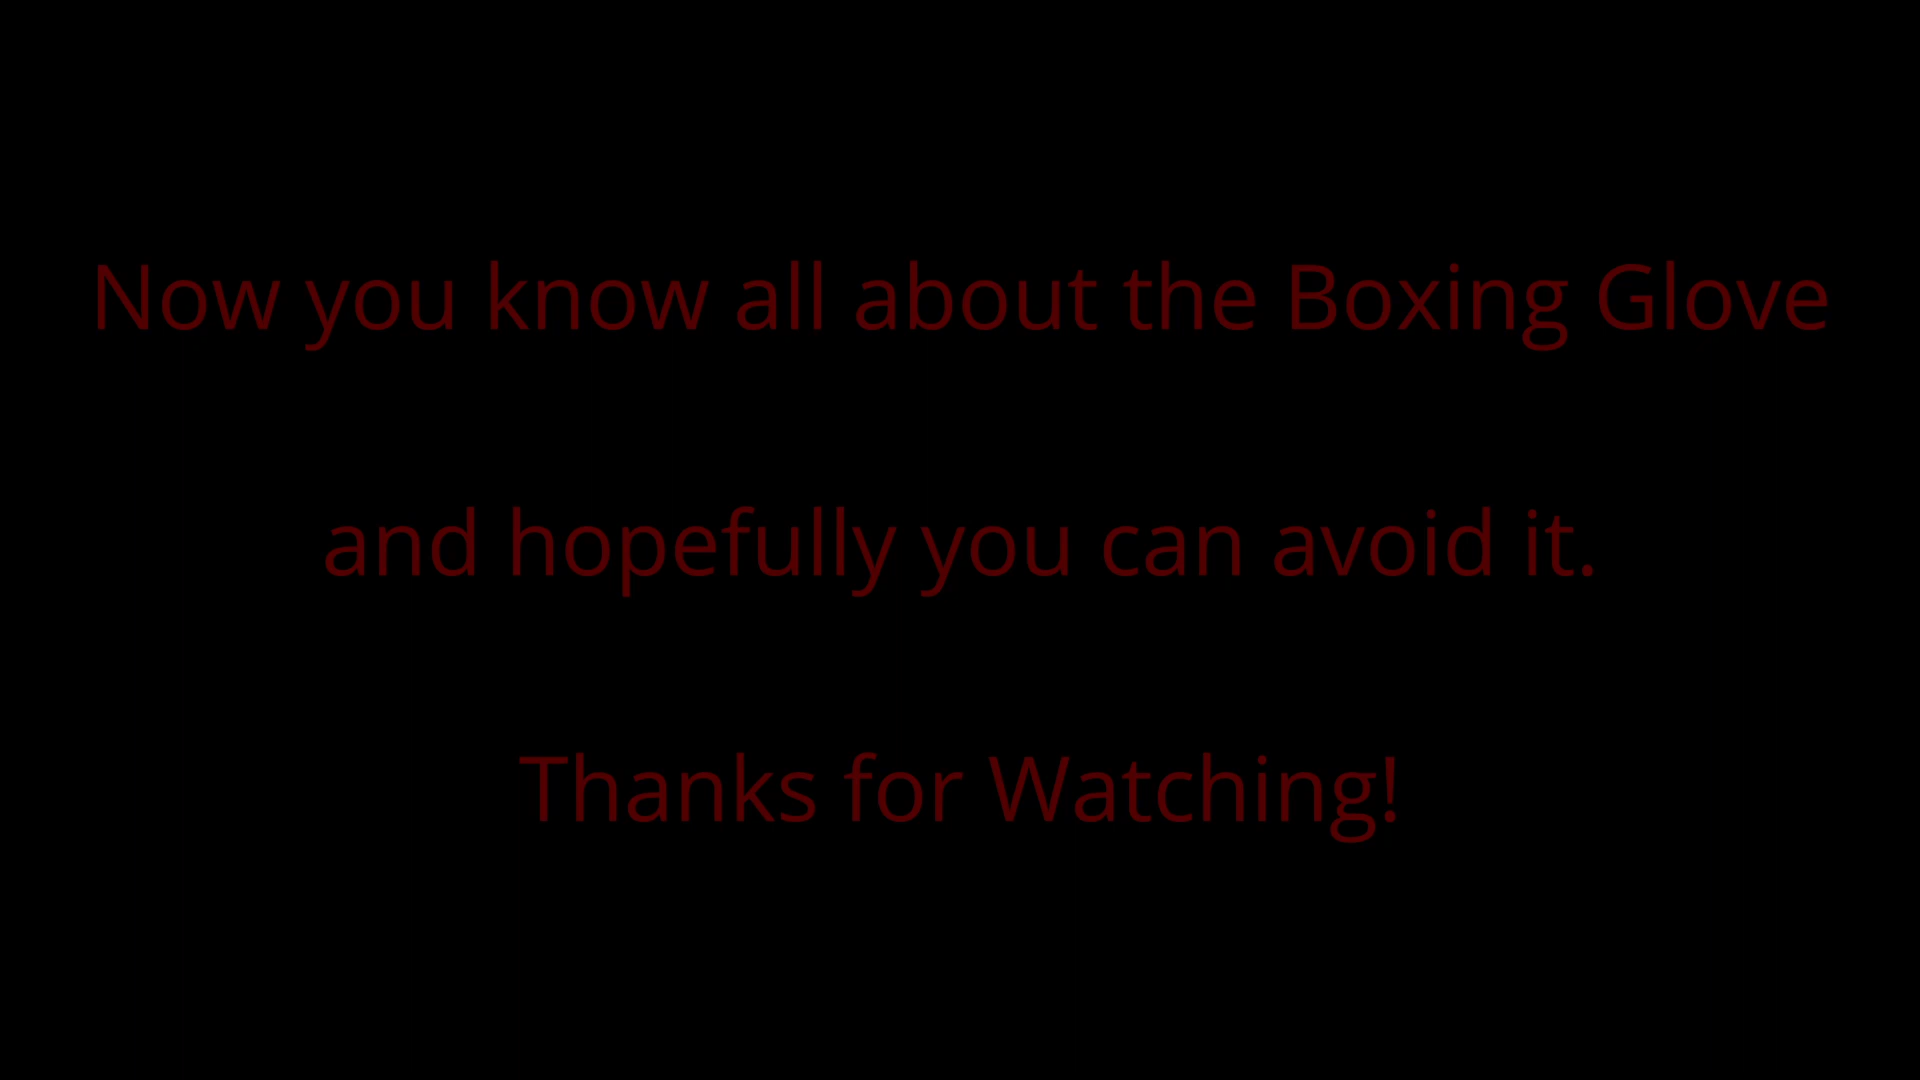 Now you know all about the Boxing Glove
and hopefully you can avoid it.
Thanks for Watching!